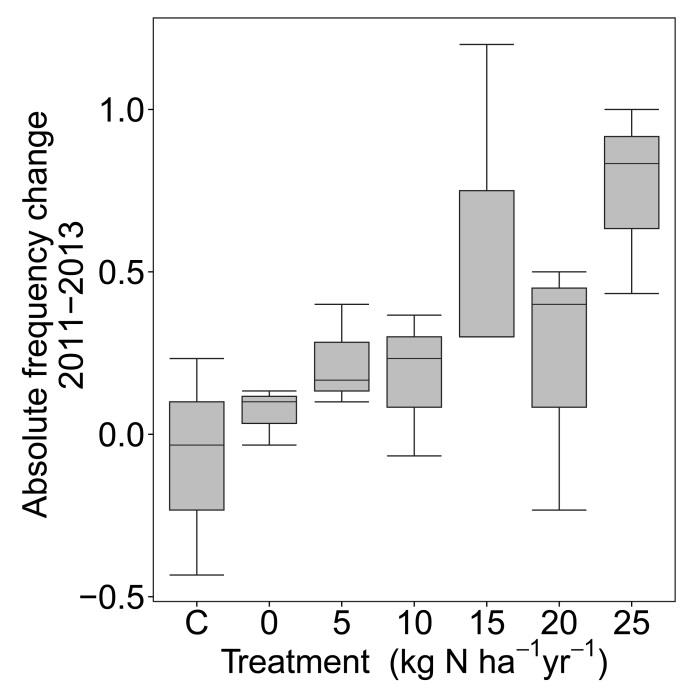 Absolute frequency change
2011−2013
1.0
0.5
0.0
−0.5
C 0 5 10 15 20 25
Treatment (kg N ha⁻¹yr⁻¹)